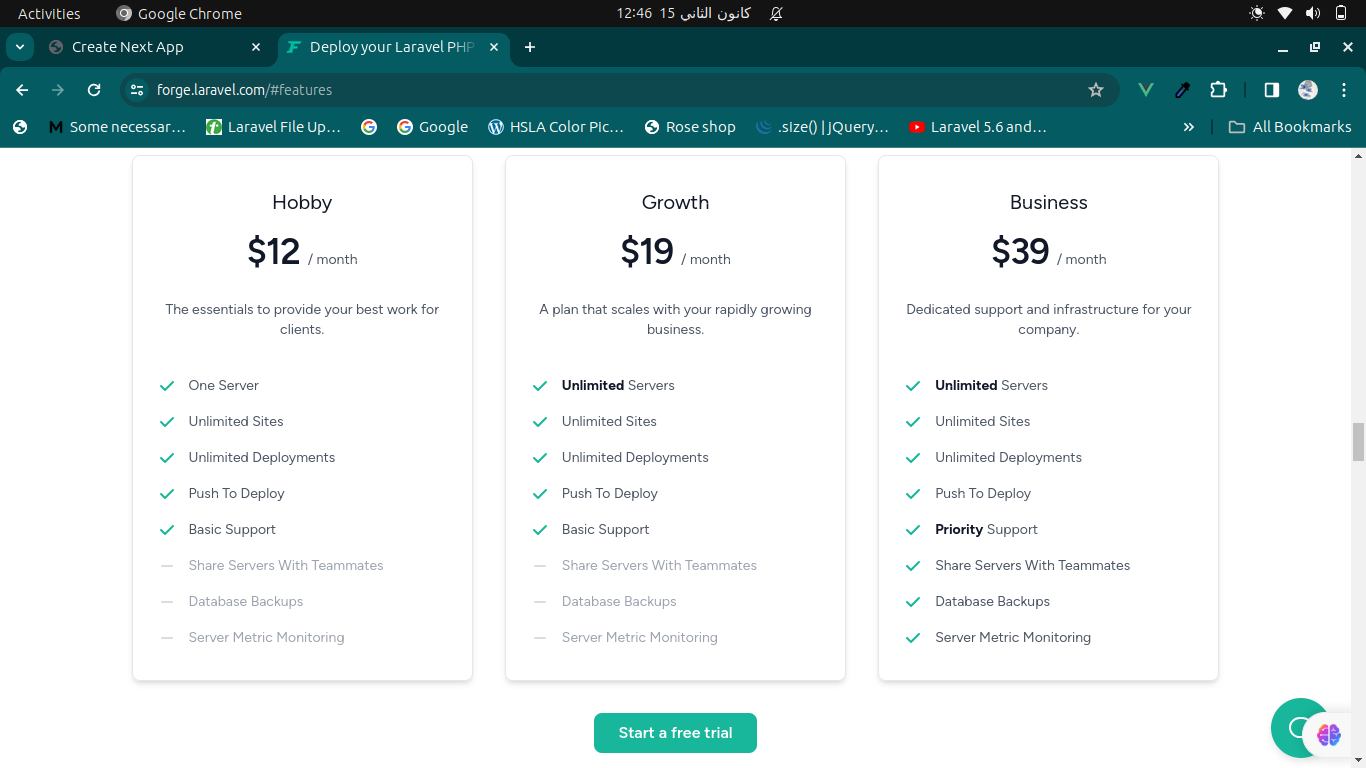 Activities
Google Chrome
12:46 15 كانون الثاني
Create Next App
Deploy your Laravel PHP
forge.laravel.com/#features
Some necessar…
Laravel File Up…
Google
HSLA Color Pic…
Rose shop
.size() | jQuery…
Laravel 5.6 and…
»
All Bookmarks
Hobby
$12 / month
The essentials to provide your best work for
clients.
One Server
Unlimited Sites
Unlimited Deployments
Push To Deploy
Basic Support
Share Servers With Teammates
Database Backups
Server Metric Monitoring
Growth
$19 / month
A plan that scales with your rapidly growing
business.
Unlimited Servers
Unlimited Sites
Unlimited Deployments
Push To Deploy
Basic Support
Share Servers With Teammates
Database Backups
Server Metric Monitoring
Business
$39 / month
Dedicated support and infrastructure for your
company.
Unlimited Servers
Unlimited Sites
Unlimited Deployments
Push To Deploy
Priority Support
Share Servers With Teammates
Database Backups
Server Metric Monitoring
Start a free trial